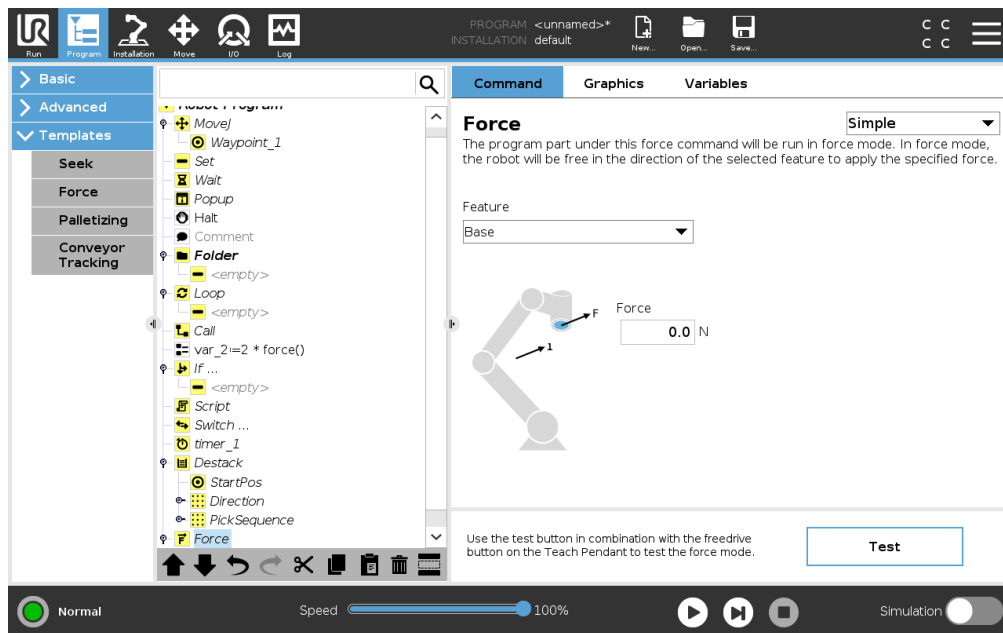 PROGRAM <unnamed>*
INSTALLATION default
UR
Run
Program
Installation
Move
I/O
Log
New...
Open...
Save...
C C
C C
Basic
Advanced
Templates
Seek
Force
Palletizing
Conveyor
Tracking
Robot Program
MoveJ
Waypoint_1
Set
Wait
Popup
Halt
Comment
Folder
<empty>
Loop
<empty>
Call
var_2:=2 * force()
If ...
<empty>
Script
Switch ...
timer_1
Destack
StartPos
Direction
PickSequence
Force
Command
Graphics
Variables
Force
Simple
The program part under this force command will be run in force mode. In force mode,
the robot will be free in the direction of the selected feature to apply the specified force.
Feature
Base
F
1
Force
0.0 N
Use the test button in combination with the freedrive
button on the Teach Pendant to test the force mode.
Test
Normal
Speed
100%
Simulation